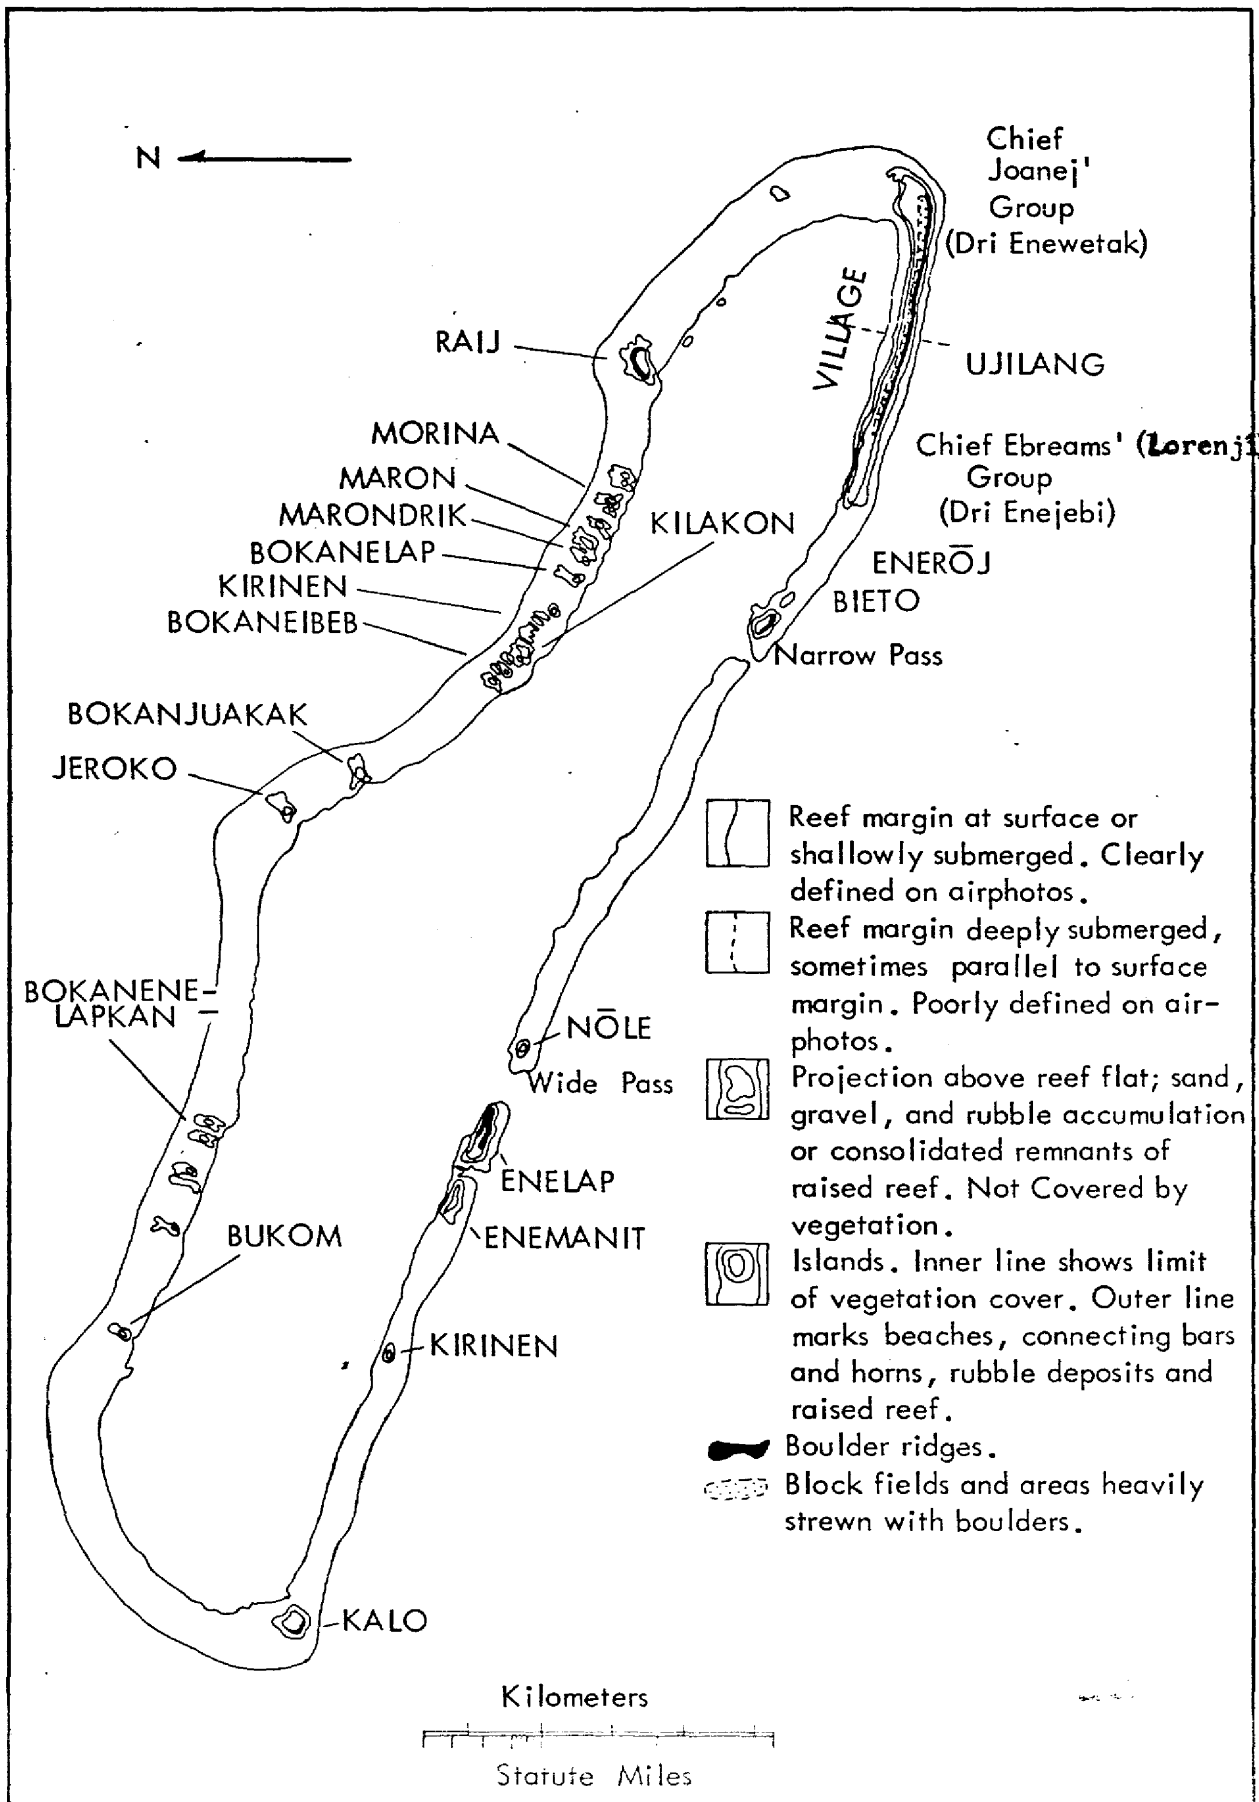 N
Chief
Joanej'
Group
(Dri Enewetak)
VILLAGE
RAIJ
UJILANG
MORINA
MARON
MARONDRIK
BOKANELAP
KIRINEN
BOKANEIBEB
KILAKON
Chief Ebreams' (Lorenji
Group
(Dri Enejebi)
ENERŌJ
BIETO
Narrow Pass
BOKANJUAKAK
JEROKO
BOKANENE-
LAPKAN
NŌLE
Wide Pass
ENELAP
ENEMANIT
BUKOM
KIRINEN
KALO
Reef margin at surface or
shallowly submerged. Clearly
defined on airphotos.
Reef margin deeply submerged,
sometimes parallel to surface
margin. Poorly defined on air-
photos.
Projection above reef flat; sand,
gravel, and rubble accumulation
or consolidated remnants of
raised reef. Not Covered by
vegetation.
Islands. Inner line shows limit
of vegetation cover. Outer line
marks beaches, connecting bars
and horns, rubble deposits and
raised reef.
Boulder ridges.
Block fields and areas heavily
strewn with boulders.
Kilometers
Statute Miles